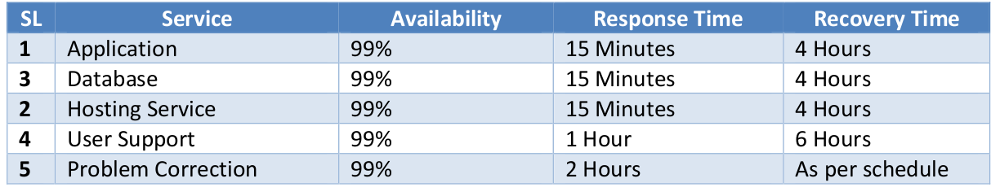 SL Service Availability Response Time Recovery Time
1 Application 99% 15 Minutes 4 Hours
3 Database 99% 15 Minutes 4 Hours
2 Hosting Service 99% 15 Minutes 4 Hours
4 User Support 99% 1 Hour 6 Hours
5 Problem Correction 99% 2 Hours As per schedule